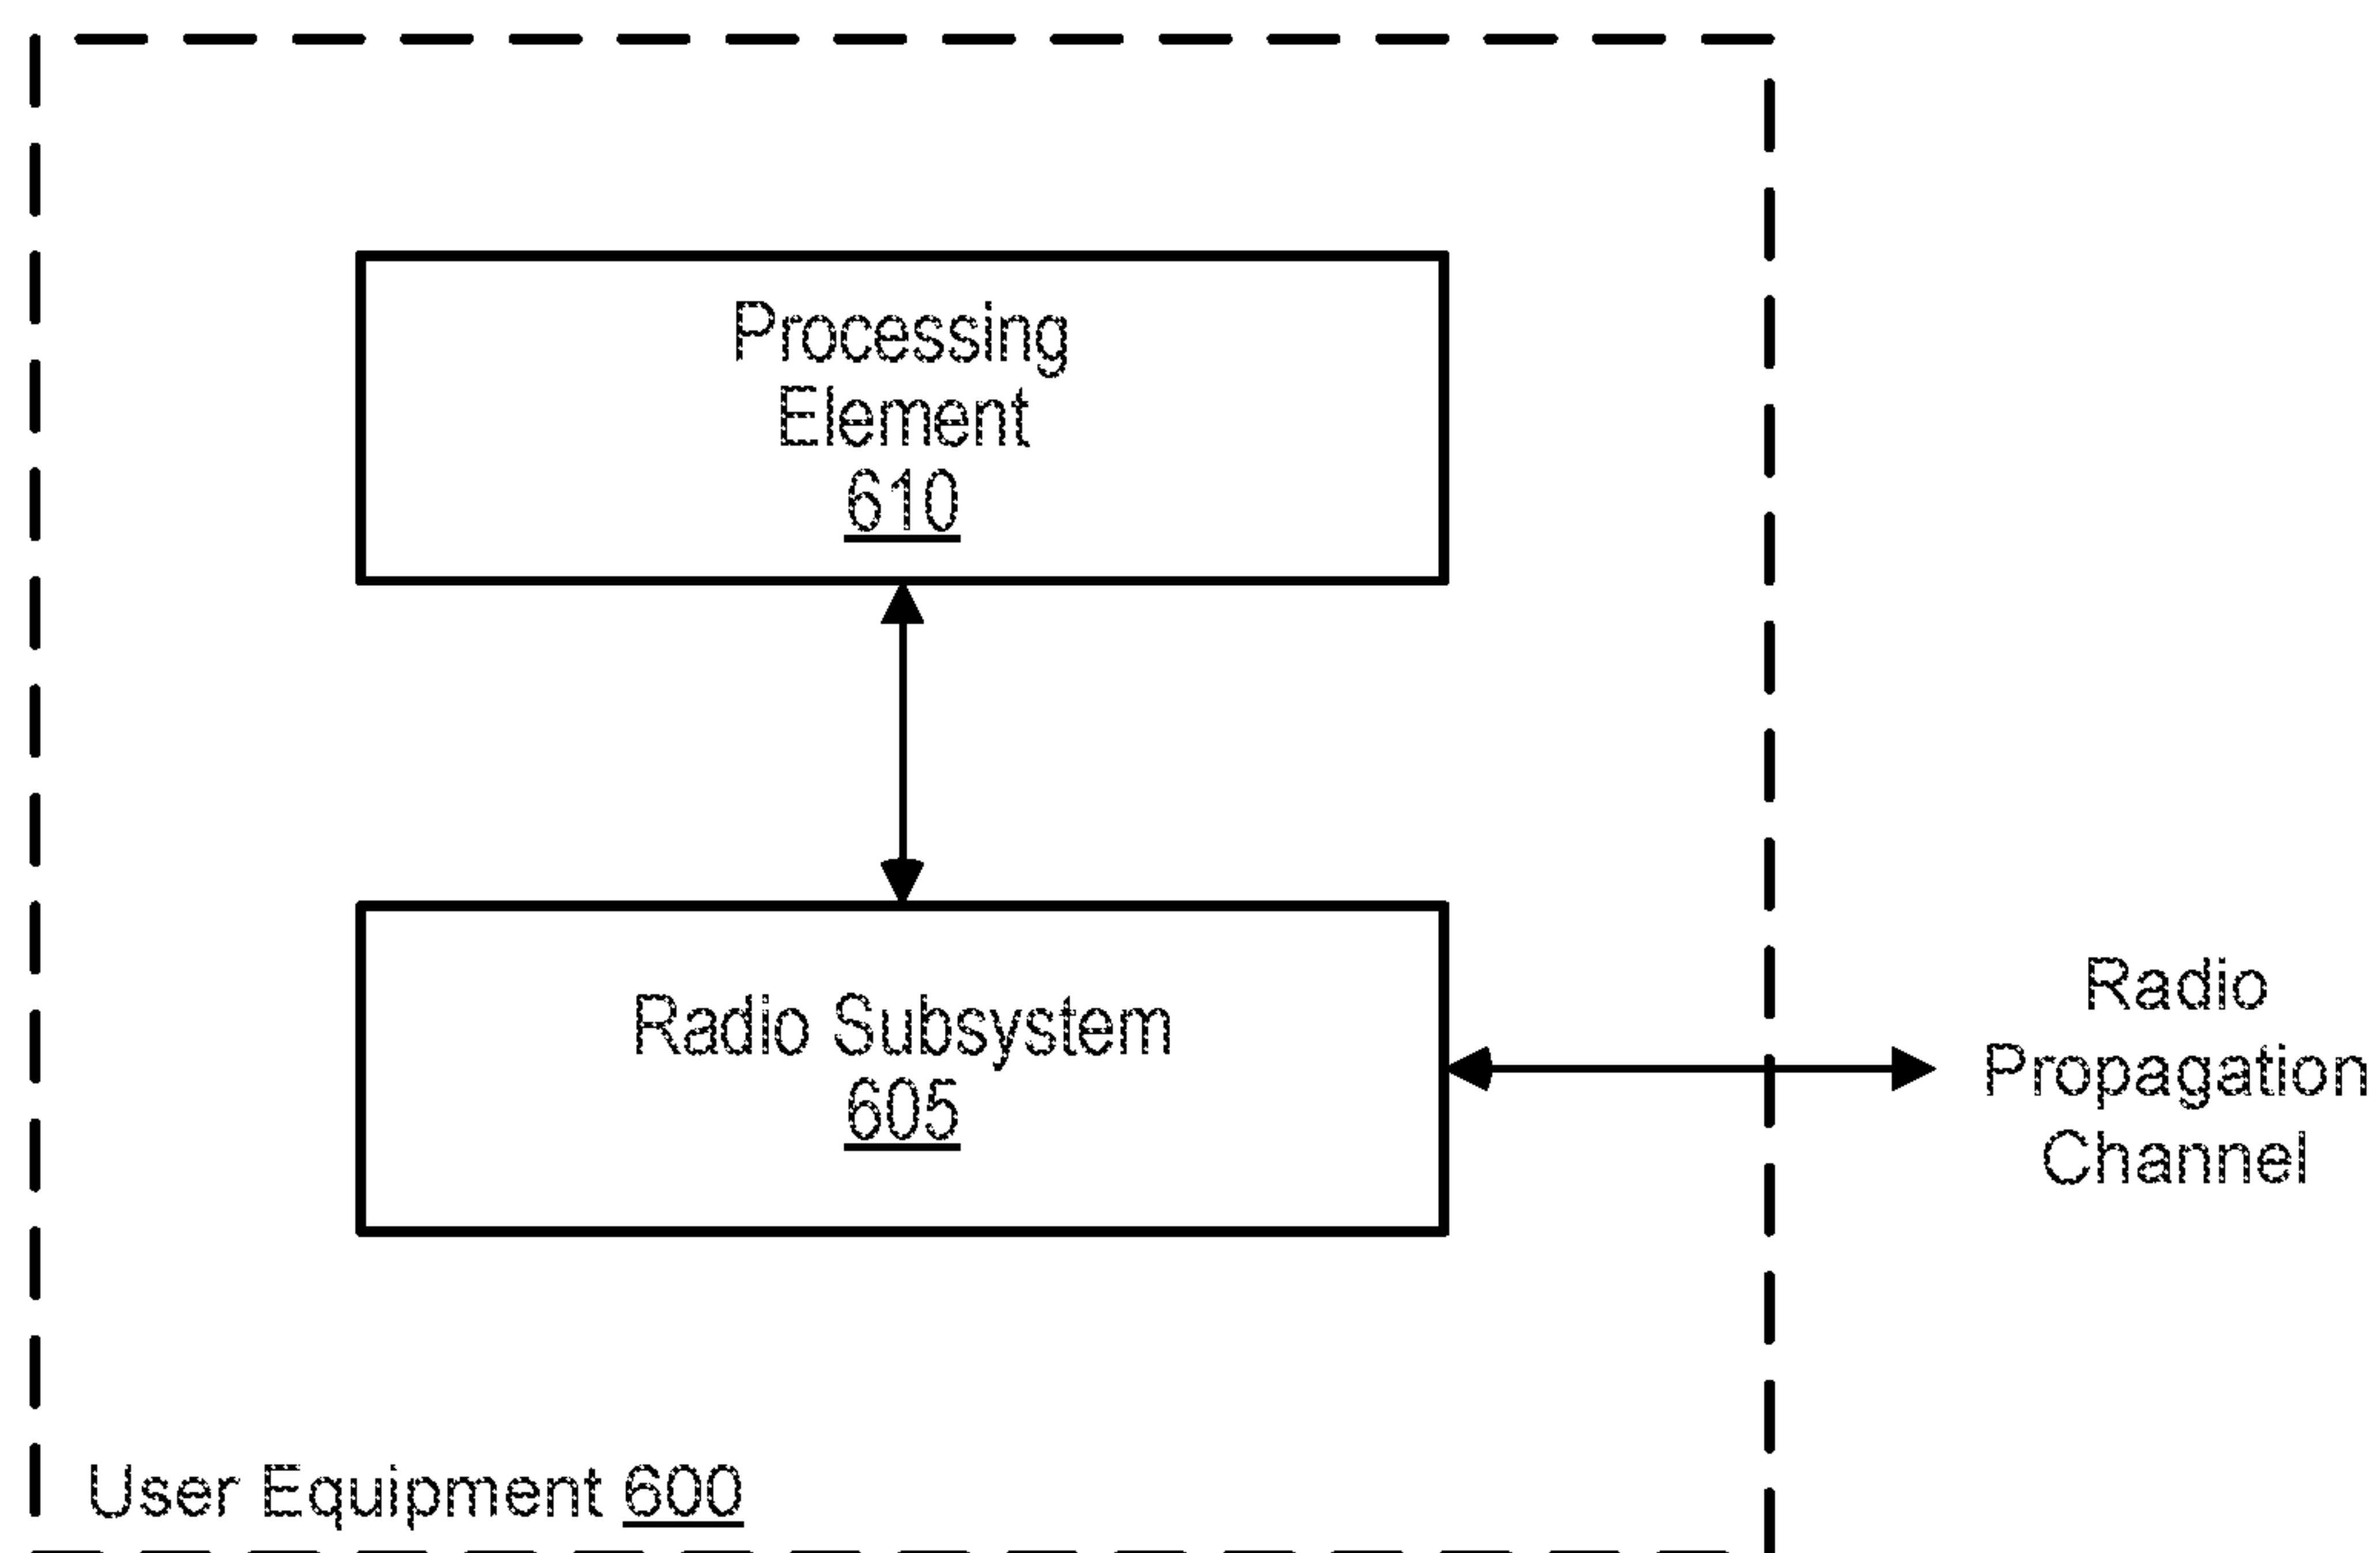 Processing
Element
610
Radio Subsystem
605
Radio
Propagation
Channel
User Equipment 600